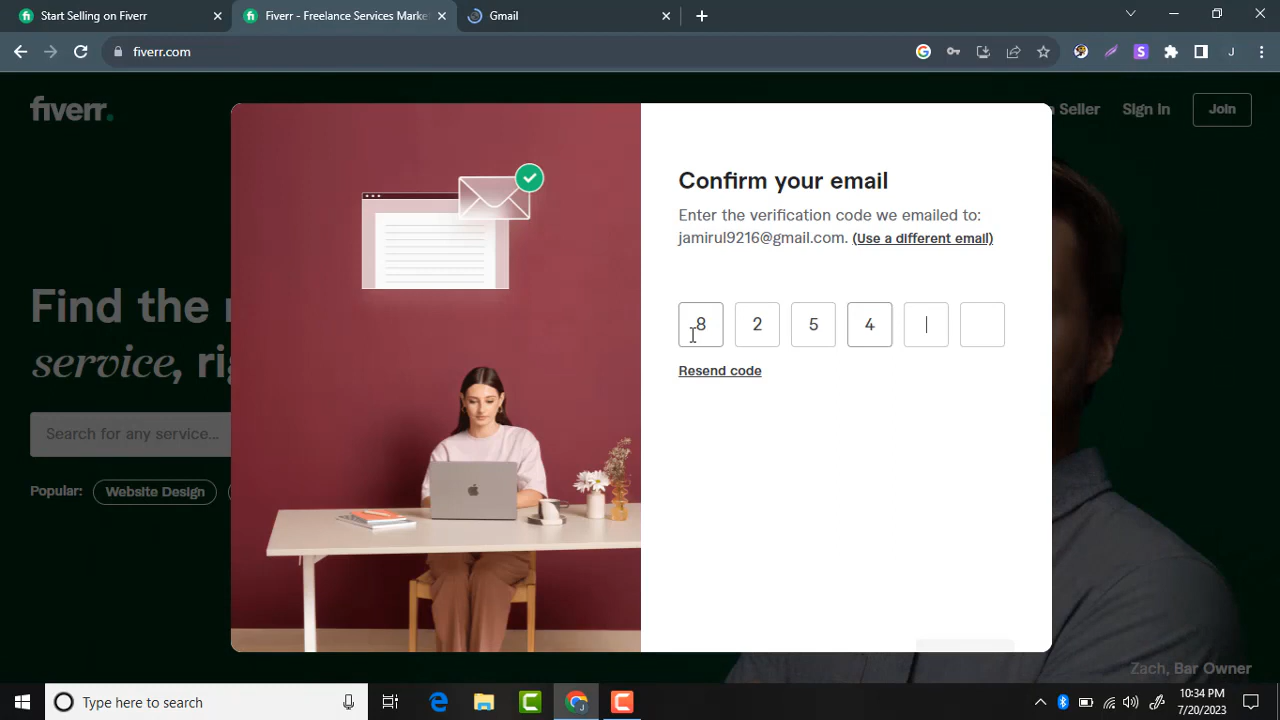 Start Selling on Fiverr
Fiverr - Freelance Services Marke
Gmail
fiverr.com
J
fiverr.
Seller
Sign in
Join
Find the
service, ri
Search for any service...
Popular:
Website Design
Confirm your email
Enter the verification code we emailed to:
jamirul9216@gmail.com. (Use a different email)
8 2 5 4
Resend code
Zach, Bar Owner
Type here to search
10:34 PM
7/20/2023